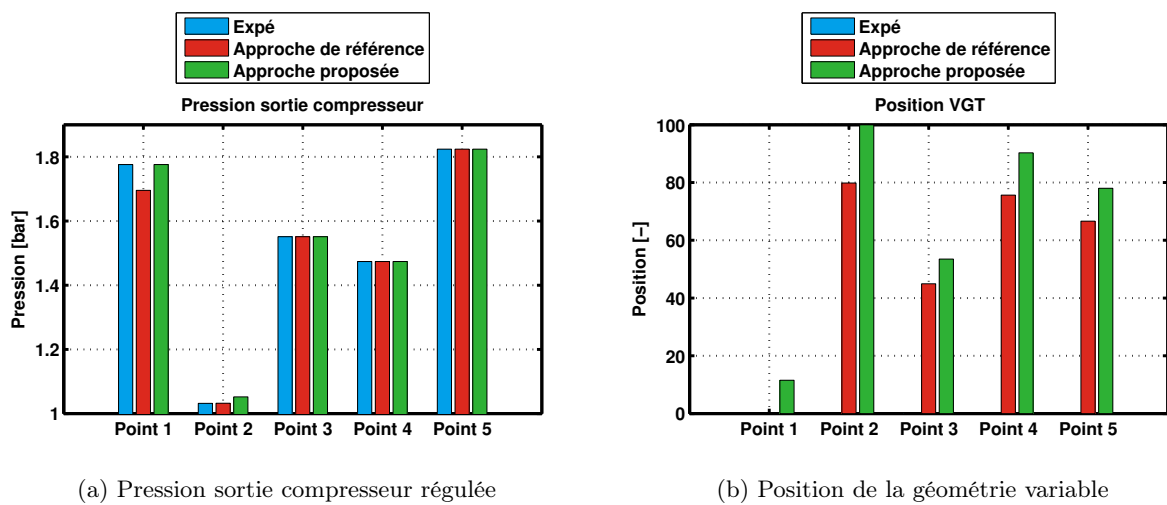 Expé
Approche de référence
Approche proposée
Pression sortie compresseur
Pression [bar]
1.8
1.6
1.4
1.2
1
Point 1 Point 2 Point 3 Point 4 Point 5
(a) Pression sortie compresseur régulée
Expé
Approche de référence
Approche proposée
Position VGT
Position [−]
100
80
60
40
20
0
Point 1 Point 2 Point 3 Point 4 Point 5
(b) Position de la géométrie variable